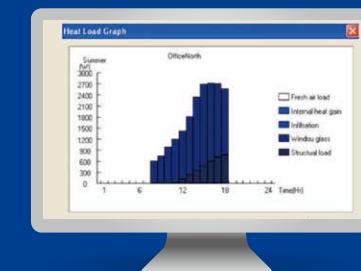 Heat Load Graph
Summer
OfficeNorth
(W)
3000
2700
2400
2100
1800
1500
1200
900
600
300
0
1 6 12 18 24 Time(Hr)
Fresh air load
Internal heat gain
Infiltration
Window glass
Structual load